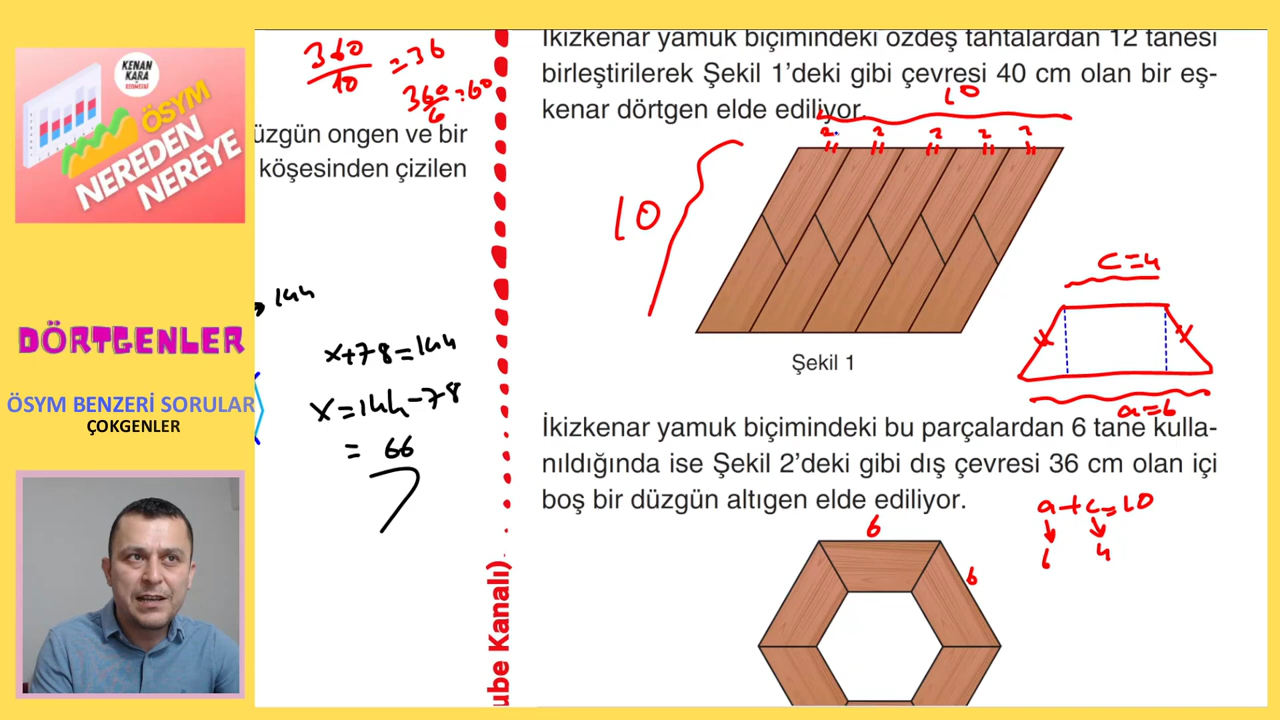 KENAN
KARA
ÖSYM
NEREDEN
NEREYE
DÖRTGENLER
ÖSYM BENZERİ SORULAR
ÇOKGENLER
360/10 = 36
360/6 = 60
üzgün ongen ve bir
köşesinden çizilen
144
x+78=144
x=144-78
= 66
ube Kanalı)
İkizkenar yamuk biçimindeki özdeş tahtalardan 12 tanesi
birleştirilerek Şekil 1'deki gibi çevresi 40 cm olan bir eş-
kenar dörtgen elde ediliyor.
10
2 2 2 2 2
10
Şekil 1
c=4
a=6
İkizkenar yamuk biçimindeki bu parçalardan 6 tane kulla-
nıldığında ise Şekil 2'deki gibi dış çevresi 36 cm olan içi
boş bir düzgün altıgen elde ediliyor.
a+c=10
6 4
6
6